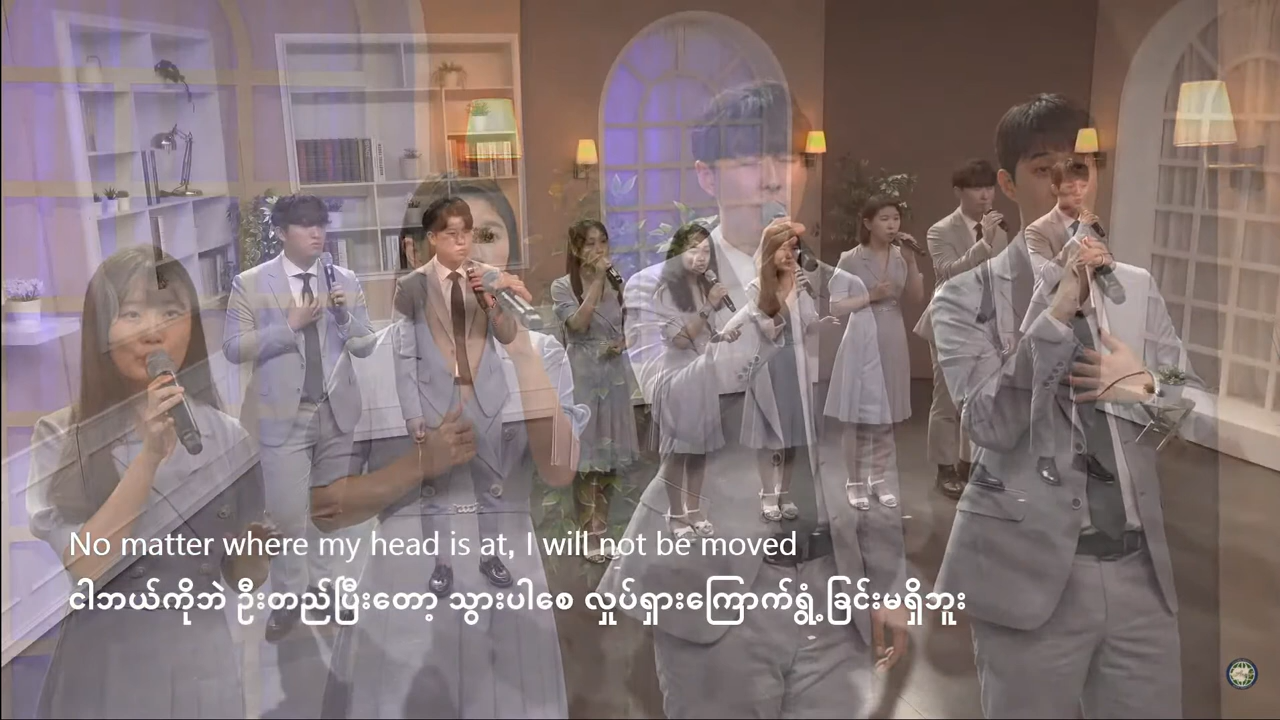 No matter where my head is at, I will not be moved
ငါဘယ်ကိုဘဲ ဦးတည်ပြီးတော့ သွားပါစေ လှုပ်ရှားကြောက်ရွံ့ခြင်းမရှိဘူး